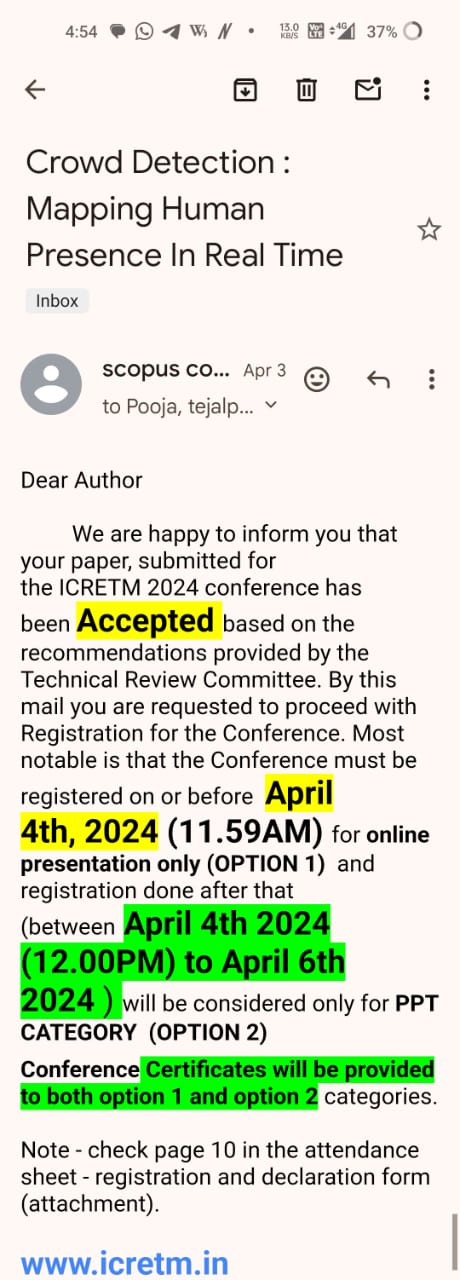 4:54 13.0 KB/S Vo LTE 4G 37%
Crowd Detection :
Mapping Human
Presence In Real Time
Inbox
scopus co... Apr 3
to Pooja, tejalp...
Dear Author
We are happy to inform you that
your paper, submitted for
the ICRETM 2024 conference has
been Accepted based on the
recommendations provided by the
Technical Review Committee. By this
mail you are requested to proceed with
Registration for the Conference. Most
notable is that the Conference must be
registered on or before April
4th, 2024 (11.59AM) for online
presentation only (OPTION 1) and
registration done after that
(between April 4th 2024
(12.00PM) to April 6th
2024 ) will be considered only for PPT
CATEGORY (OPTION 2)
Conference Certificates will be provided
to both option 1 and option 2 categories.
Note - check page 10 in the attendance
sheet - registration and declaration form
(attachment).
www.icretm.in